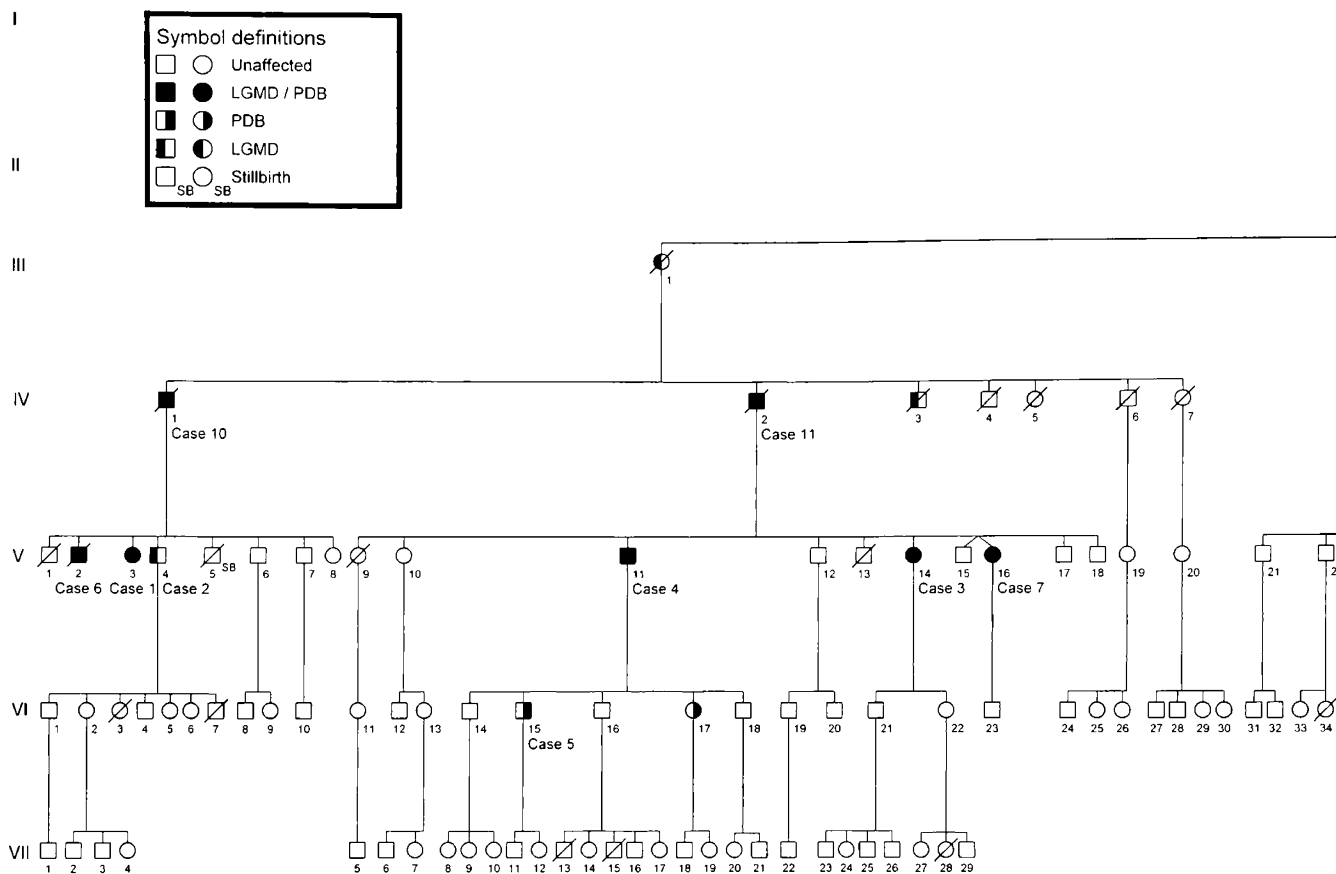 I
Symbol definitions
Unaffected
LGMD / PDB
PDB
LGMD
Stillbirth
SB SB
II
III
1
IV
1 2 3 4 5 6 7
Case 10 Case 11
V
1 2 3 4 5 SB 6 7 8 9 10 11 12 13 14 15 16 17 18 19 20 21 2
Case 6 Case 1 Case 2 Case 4 Case 3 Case 7
VI
1 2 3 4 5 6 7 8 9 10 11 12 13 14 15 16 17 18 19 20 21 22 23 24 25 26 27 28 29 30 31 32 33 34
Case 5
VII
1 2 3 4 5 6 7 8 9 10 11 12 13 14 15 16 17 18 19 20 21 22 23 24 25 26 27 28 29